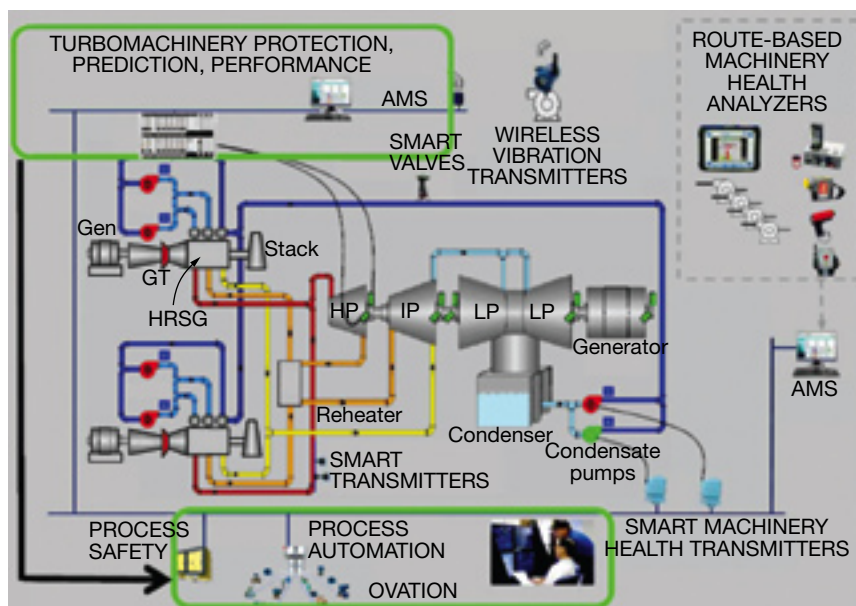 TURBOMACHINERY PROTECTION,
PREDICTION, PERFORMANCE
AMS
SMART
VALVES
WIRELESS
VIBRATION
TRANSMITTERS
ROUTE-BASED
MACHINERY
HEALTH
ANALYZERS
Gen
GT
Stack
HRSG
HP
IP
LP
LP
Generator
AMS
Reheater
Condenser
Condensate
pumps
SMART
TRANSMITTERS
PROCESS
SAFETY
PROCESS
AUTOMATION
OVATION
SMART MACHINERY
HEALTH TRANSMITTERS